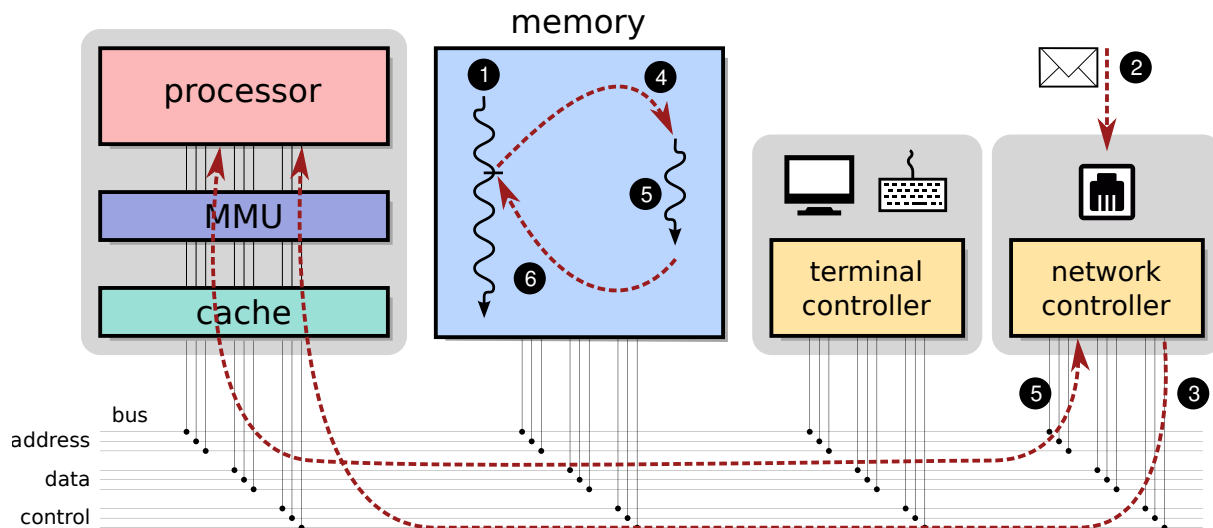 memory
processor
MMU
cache
1
4
5
6
2
terminal
controller
network
controller
5
3
bus
address
data
control